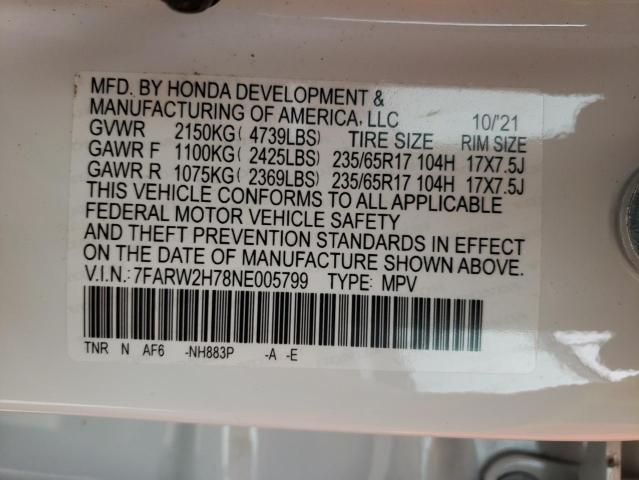 MFD. BY HONDA DEVELOPMENT &
MANUFACTURING OF AMERICA, LLC 10/'21
GVWR 2150KG( 4739LBS) TIRE SIZE RIM SIZE
GAWR F 1100KG( 2425LBS) 235/65R17 104H 17X7.5J
GAWR R 1075KG( 2369LBS) 235/65R17 104H 17X7.5J
THIS VEHICLE CONFORMS TO ALL APPLICABLE
FEDERAL MOTOR VEHICLE SAFETY
AND THEFT PREVENTION STANDARDS IN EFFECT
ON THE DATE OF MANUFACTURE SHOWN ABOVE.
V.I.N.: 7FARW2H78NE005799 TYPE: MPV
TNR N AF6 -NH883P -A -E